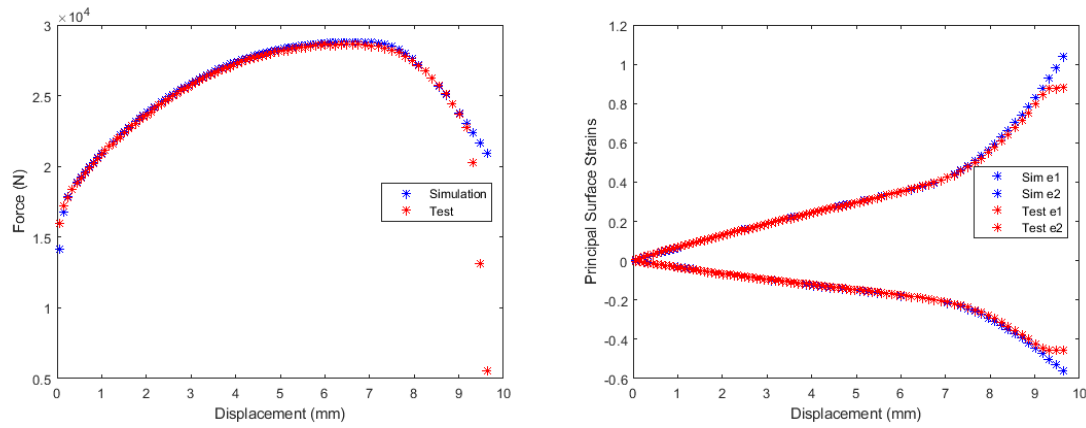 ×10⁴
3
2.5
2
1.5
1
0.5
0 1 2 3 4 5 6 7 8 9 10
Force (N)
Displacement (mm)
Simulation
Test
1.2
1
0.8
0.6
0.4
0.2
0
-0.2
-0.4
-0.6
0 1 2 3 4 5 6 7 8 9 10
Principal Surface Strains
Displacement (mm)
Sim e1
Sim e2
Test e1
Test e2